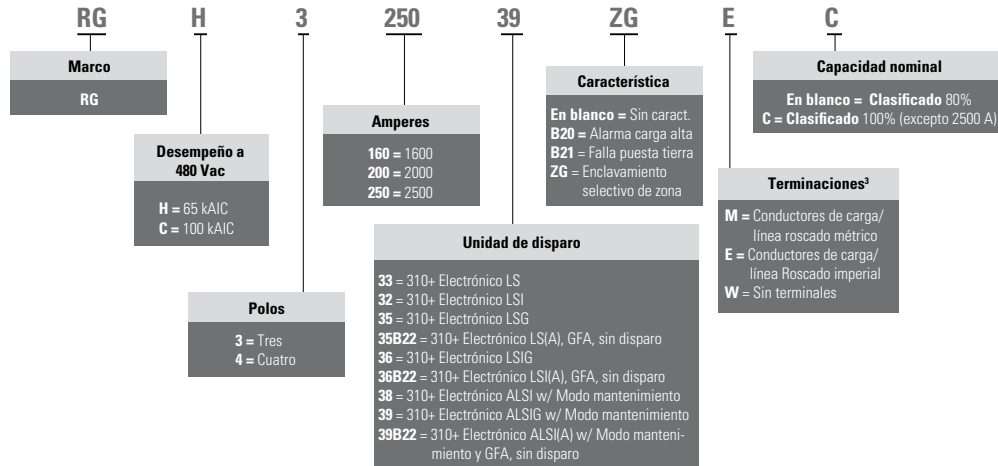 RG H 3 250 39 ZG E C
Marco
RG
Desempeño a
480 Vac
H = 65 kAIC
C = 100 kAIC
Polos
3 = Tres
4 = Cuatro
Amperes
160 = 1600
200 = 2000
250 = 2500
Unidad de disparo
33 = 310+ Electrónico LS
32 = 310+ Electrónico LSI
35 = 310+ Electrónico LSG
35B22 = 310+ Electrónico LS(A), GFA, sin disparo
36 = 310+ Electrónico LSIG
36B22 = 310+ Electrónico LSI(A), GFA, sin disparo
38 = 310+ Electrónico ALSI w/ Modo mantenimiento
39 = 310+ Electrónico ALSIG w/ Modo mantenimiento
39B22 = 310+ Electrónico ALSI(A) w/ Modo manteni-
miento y GFA, sin disparo
Característica
En blanco = Sin caract.
B20 = Alarma carga alta
B21 = Falla puesta tierra
ZG = Enclavamiento
selectivo de zona
Terminaciones³
M = Conductores de carga/
línea roscado métrico
E = Conductores de carga/
línea Roscado imperial
W = Sin terminales
Capacidad nominal
En blanco = Clasificado 80%
C = Clasificado 100% (excepto 2500 A)